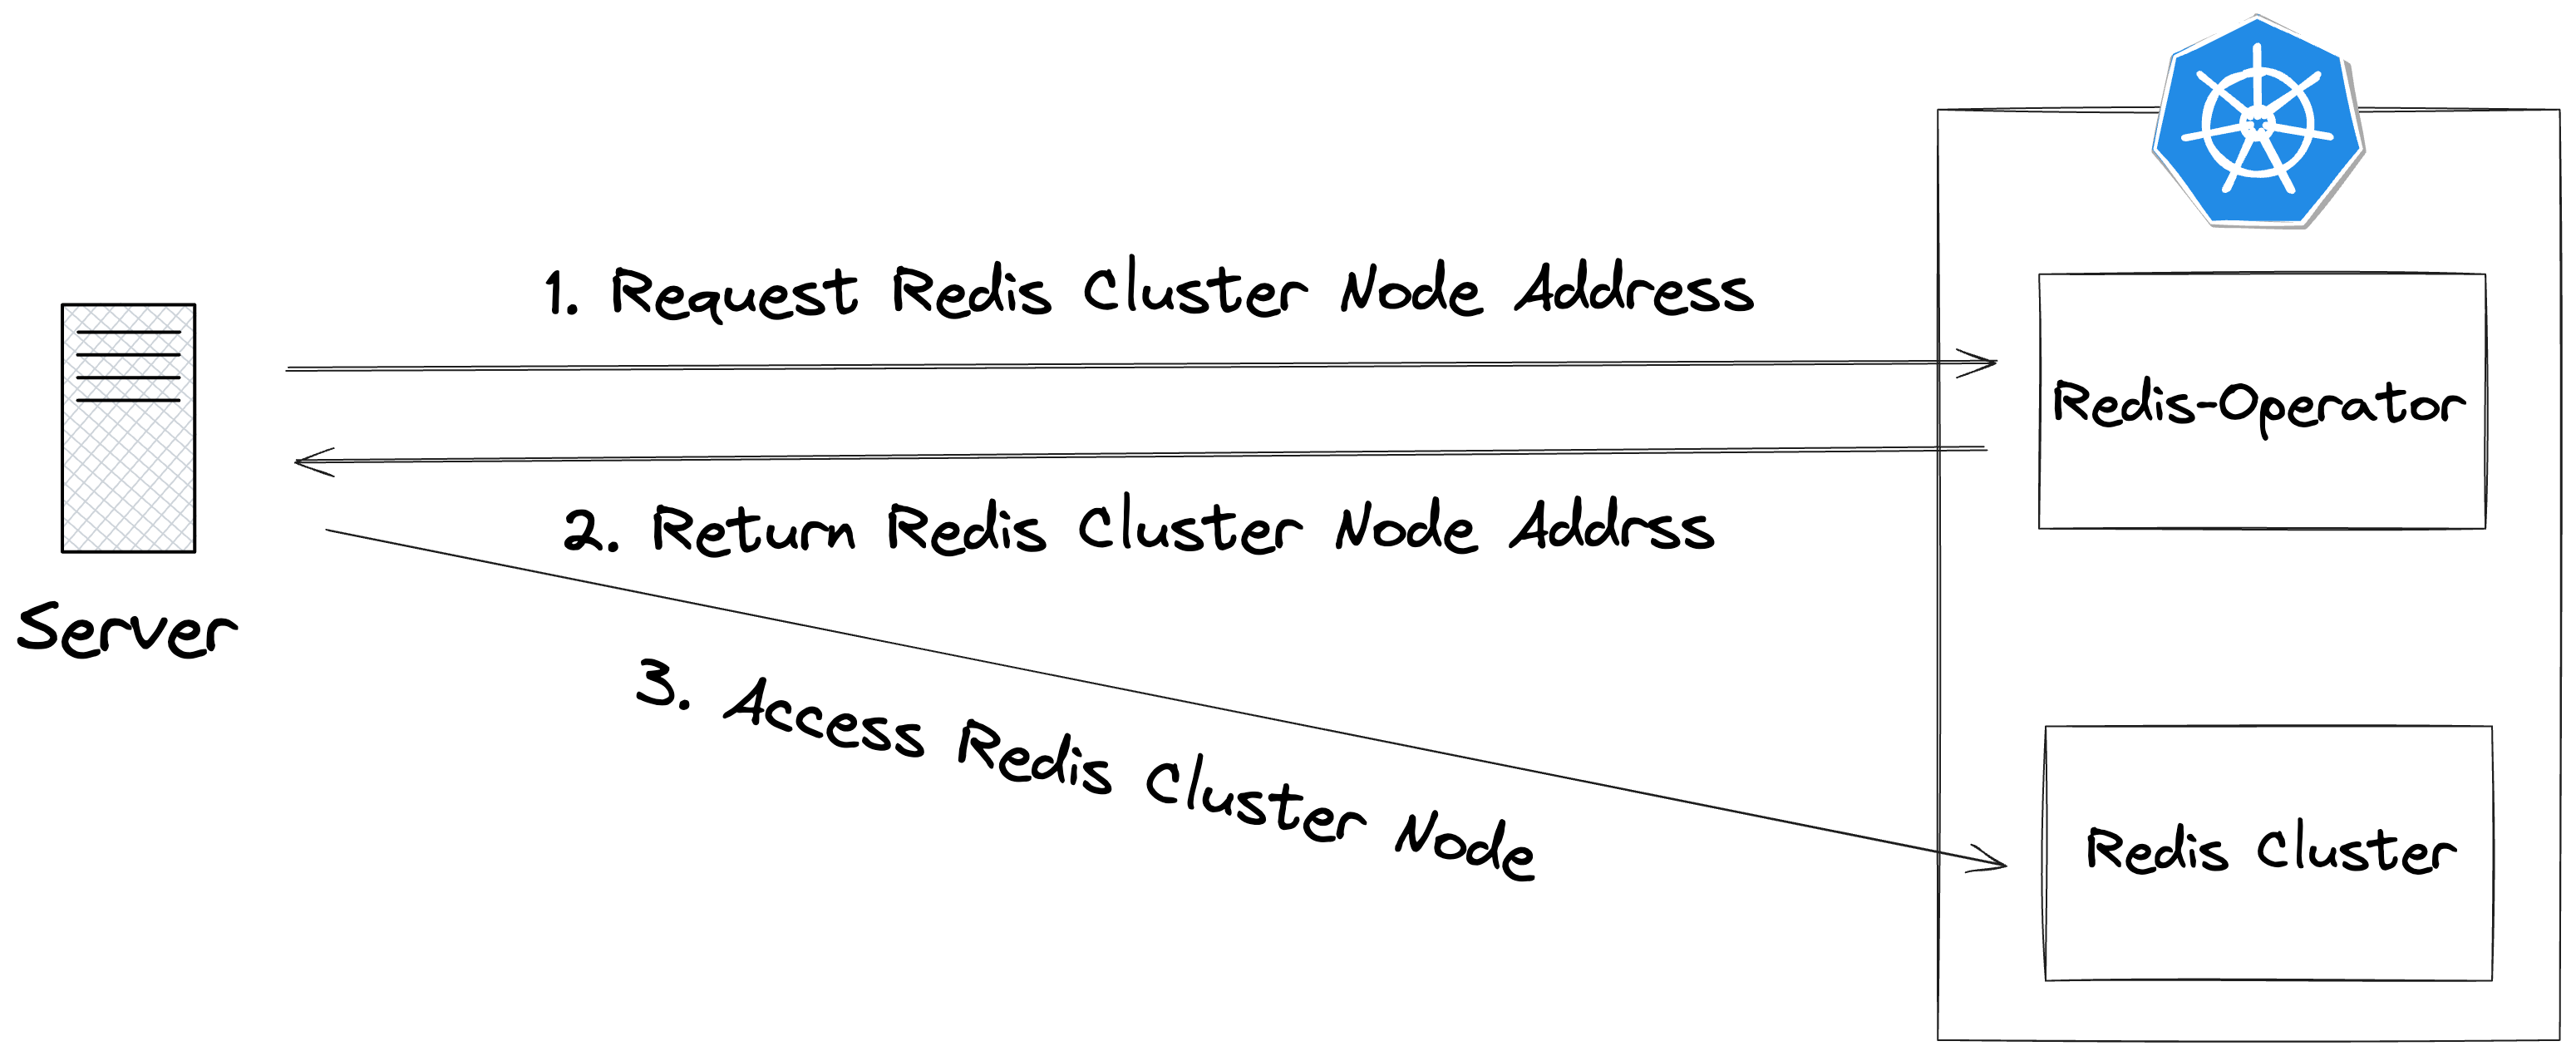 1. Request Redis Cluster Node Address
Redis-Operator
2. Return Redis Cluster Node Addrss
Server
3. Access Redis Cluster Node
Redis Cluster